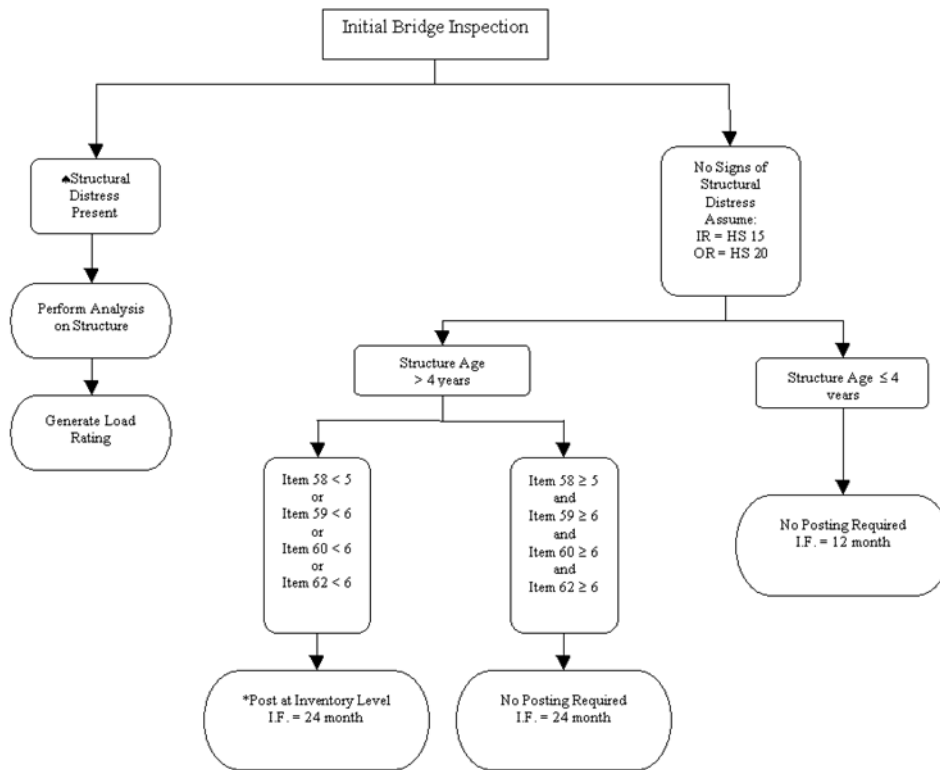 Initial Bridge Inspection
♠Structural
Distress
Present
No Signs of
Structural
Distress
Assume:
IR = HS 15
OR = HS 20
Perform Analysis
on Structure
Generate Load
Rating
Structure Age
> 4 years
Structure Age ≤ 4
years
Item 58 < 5
or
Item 59 < 6
or
Item 60 < 6
or
Item 62 < 6
Item 58 ≥ 5
and
Item 59 ≥ 6
and
Item 60 ≥ 6
and
Item 62 ≥ 6
No Posting Required
I.F. = 12 month
*Post at Inventory Level
I.F. = 24 month
No Posting Required
I.F. = 24 month